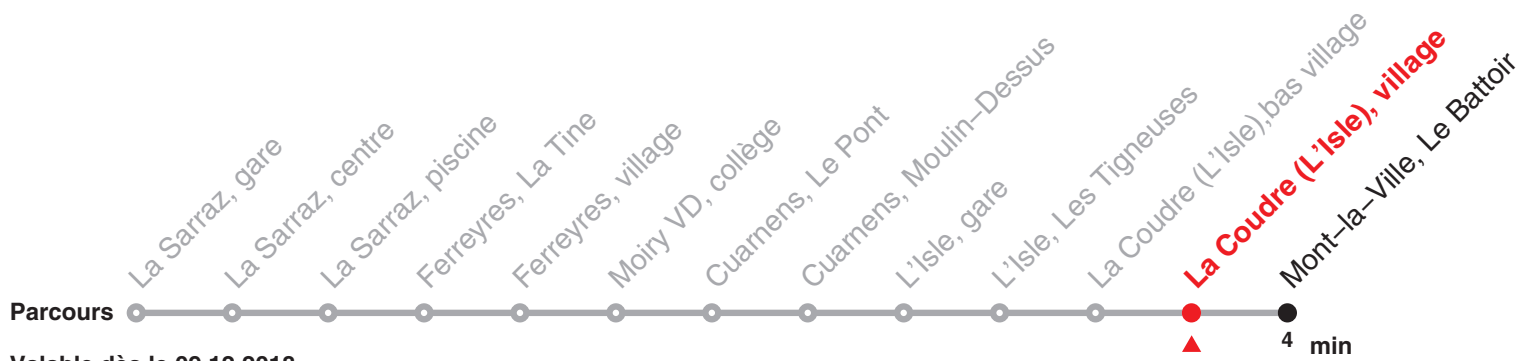 La Sarraz, gare
La Sarraz, centre
La Sarraz, piscine
Ferreyres, La Tine
Ferreyres, village
Moiry VD, collège
Cuarnens, Le Pont
Cuarnens, Moulin–Dessus
L'Isle, gare
L'Isle, Les Tigneuses
La Coudre (L'Isle),bas village
La Coudre (L'Isle), village
Mont–la–Ville, Le Battoir
Parcours
4 min